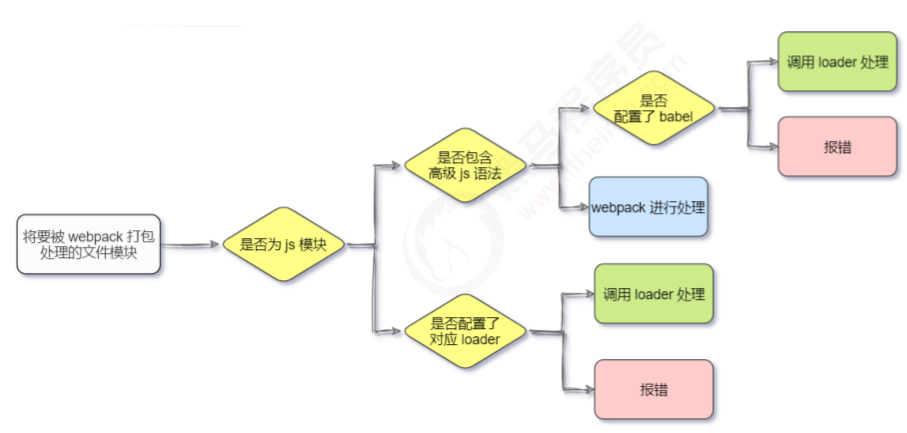 将要被 webpack 打包
处理的文件模块
是否为 js 模块
是否包含
高级 js 语法
是否
配置了 babel
调用 loader 处理
报错
webpack 进行处理
是否配置了
对应 loader
调用 loader 处理
报错
黑马程序员
www.itheima.com